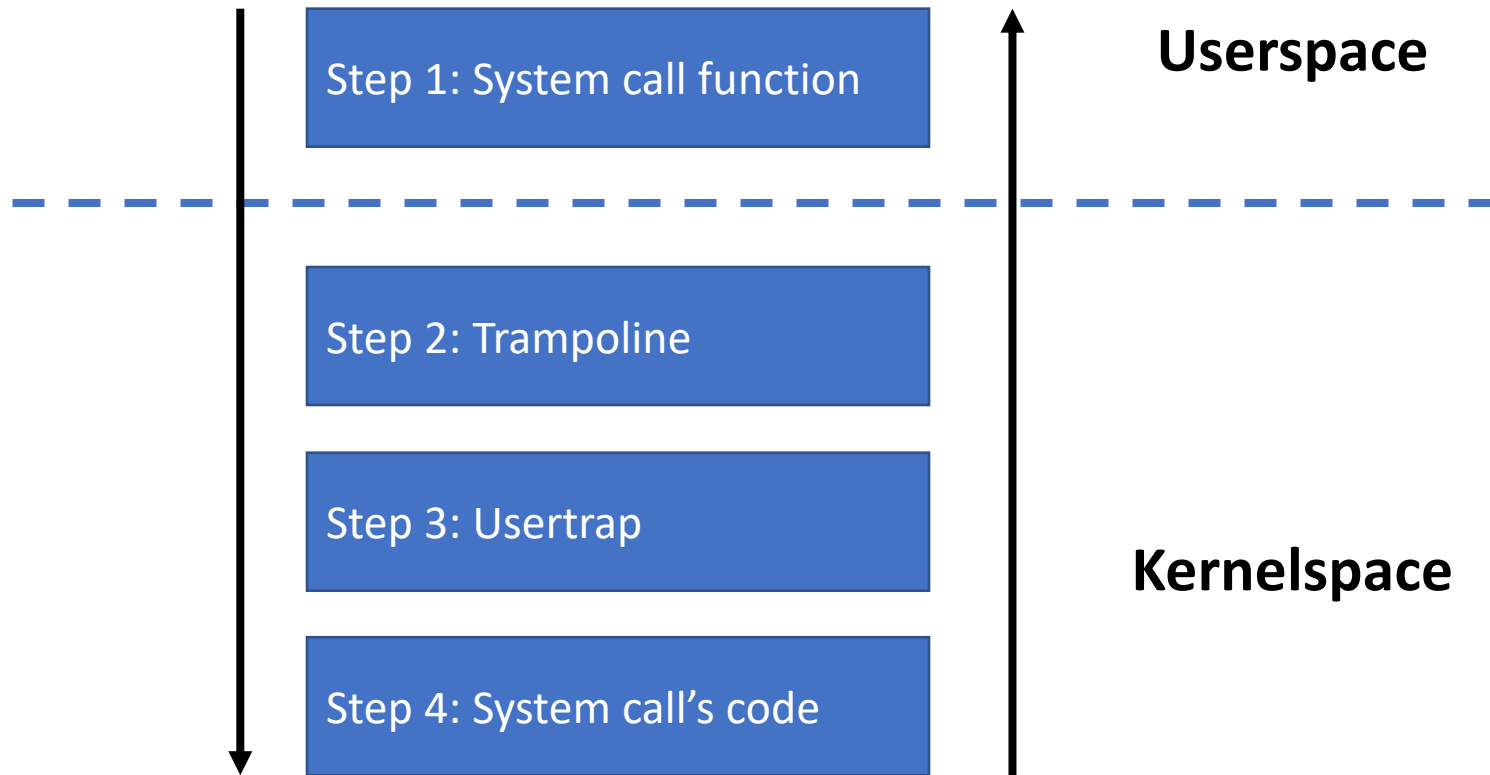 Step 1: System call function
Userspace
Step 2: Trampoline
Step 3: Usertrap
Kernelspace
Step 4: System call’s code